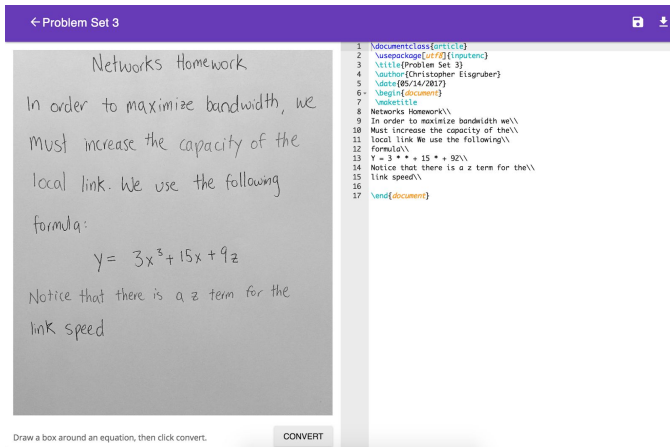 ←Problem Set 3
Networks Homework
In order to maximize bandwidth, we
must increase the capacity of the
local link. We use the following
formula:
y = 3x³ + 15x + 9z
Notice that there is a z term for the
link speed
Draw a box around an equation, then click convert.
CONVERT
1 \documentclass{article}
2 \usepackage[utf8]{inputenc}
3 \title{Problem Set 3}
4 \author{Christopher Eisgruber}
5 \date{05/14/2017}
6 \begin{document}
7 \maketitle
8 Networks Homework\\
9 In order to maximize bandwidth we\\
10 Must increase the capacity of the\\
11 local link We use the following\\
12 formula\\
13 Y = 3 * * + 15 * + 92\\
14 Notice that there is a z term for the\\
15 link speed\\
16
17 \end{document}